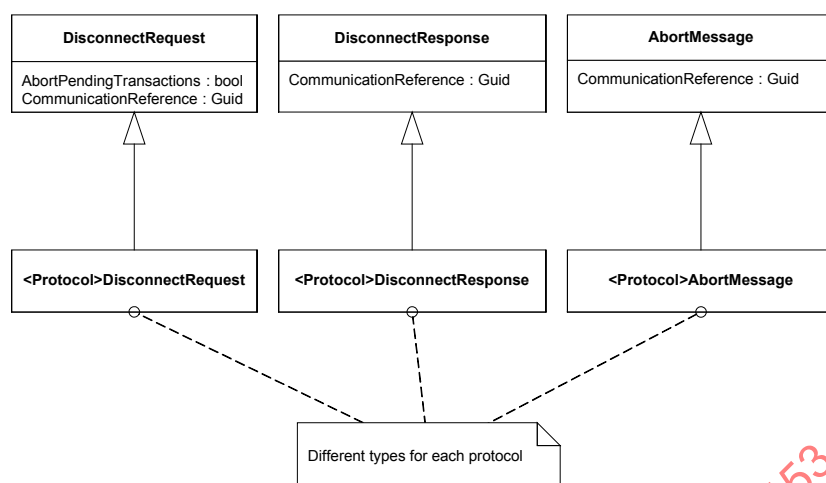 DisconnectRequest
AbortPendingTransactions : bool
CommunicationReference : Guid
DisconnectResponse
CommunicationReference : Guid
AbortMessage
CommunicationReference : Guid
<Protocol>DisconnectRequest
<Protocol>DisconnectResponse
<Protocol>AbortMessage
Different types for each protocol
53